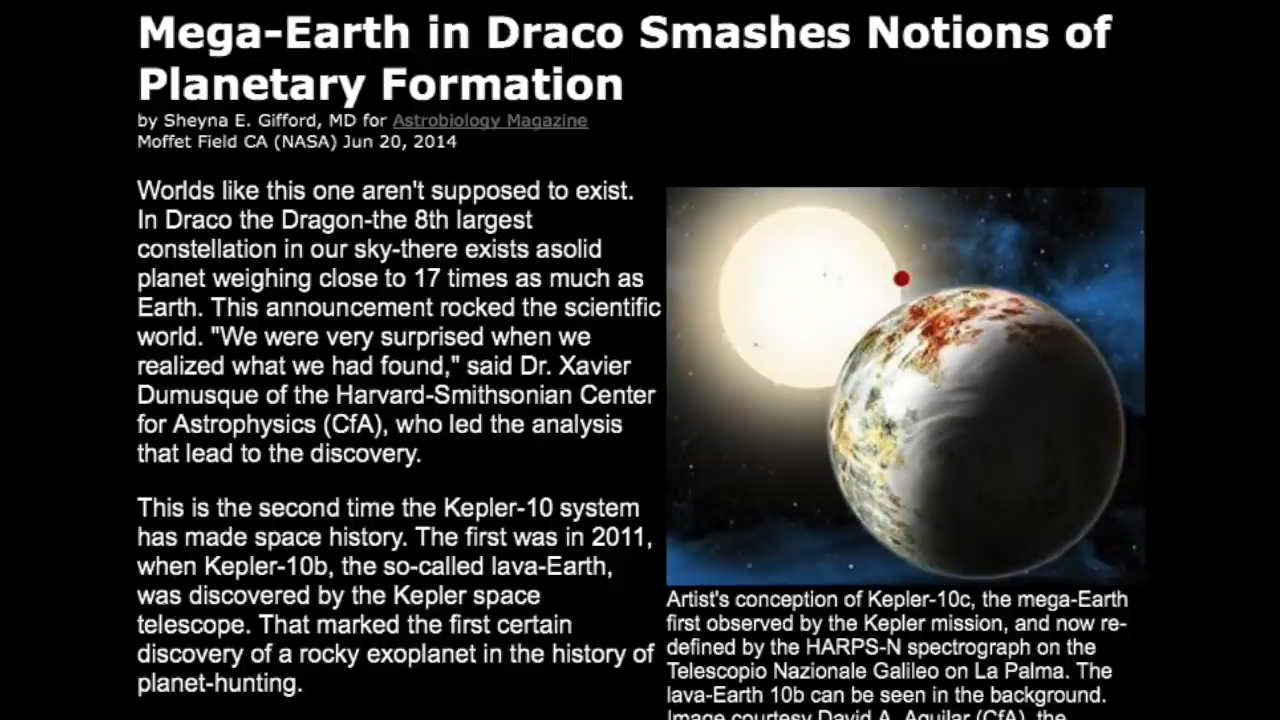 Mega-Earth in Draco Smashes Notions of
Planetary Formation
by Sheyna E. Gifford, MD for Astrobiology Magazine
Moffet Field CA (NASA) Jun 20, 2014
Worlds like this one aren't supposed to exist.
In Draco the Dragon-the 8th largest
constellation in our sky-there exists asolid
planet weighing close to 17 times as much as
Earth. This announcement rocked the scientific
world. "We were very surprised when we
realized what we had found," said Dr. Xavier
Dumusque of the Harvard-Smithsonian Center
for Astrophysics (CfA), who led the analysis
that lead to the discovery.
This is the second time the Kepler-10 system
has made space history. The first was in 2011,
when Kepler-10b, the so-called lava-Earth,
was discovered by the Kepler space
telescope. That marked the first certain
discovery of a rocky exoplanet in the history of
planet-hunting.
Artist's conception of Kepler-10c, the mega-Earth
first observed by the Kepler mission, and now re-
defined by the HARPS-N spectrograph on the
Telescopio Nazionale Galileo on La Palma. The
lava-Earth 10b can be seen in the background.
Image courtesy David A. Aguilar (CfA), the